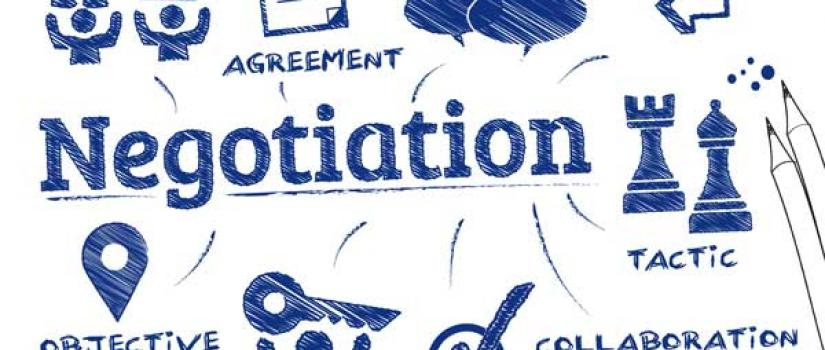 AGREEMENT
Negotiation
TACTiC
OBJECTiVE
COLLABORATiON